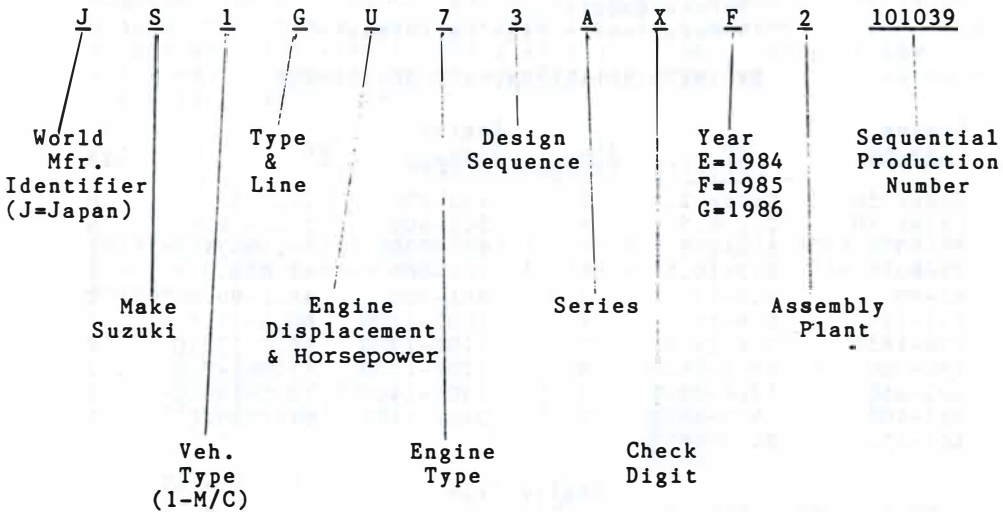 J S 1 G U 7 3 A X F 2 101039
World
Mfr.
Identifier
(J=Japan)
Type
&
Line
Design
Sequence
Year
E=1984
F=1985
G=1986
Sequential
Production
Number
Make
Suzuki
Engine
Displacement
& Horsepower
Series
Assembly
Plant
Veh.
Type
(1-M/C)
Engine
Type
Check
Digit